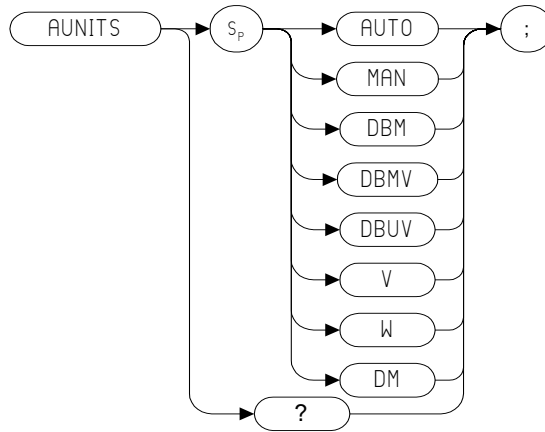 AUNITS SP AUTO ;
MAN
DBM
DBMV
DBUV
V
W
DM
?